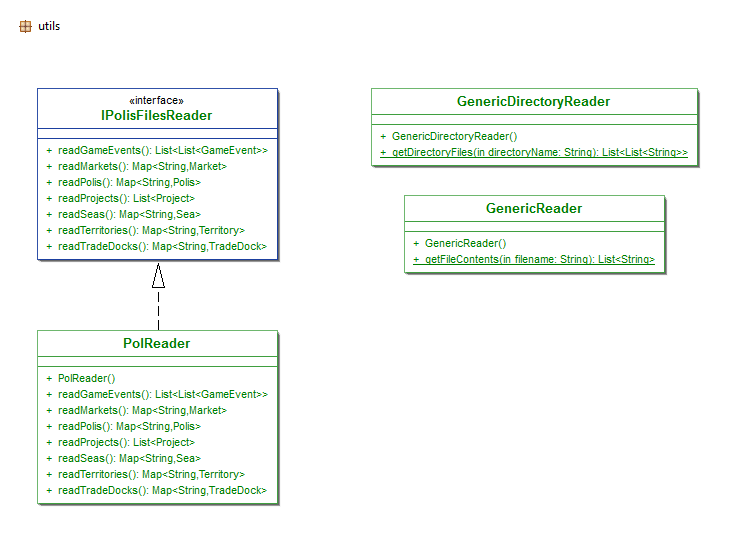 utils
«interface»
IPolisFilesReader
+ readGameEvents(): List<List<GameEvent>>
+ readMarkets(): Map<String,Market>
+ readPolis(): Map<String,Polis>
+ readProjects(): List<Project>
+ readSeas(): Map<String,Sea>
+ readTerritories(): Map<String,Territory>
+ readTradeDocks(): Map<String,TradeDock>
PolReader
+ PolReader()
+ readGameEvents(): List<List<GameEvent>>
+ readMarkets(): Map<String,Market>
+ readPolis(): Map<String,Polis>
+ readProjects(): List<Project>
+ readSeas(): Map<String,Sea>
+ readTerritories(): Map<String,Territory>
+ readTradeDocks(): Map<String,TradeDock>
GenericDirectoryReader
+ GenericDirectoryReader()
+ getDirectoryFiles(in directoryName: String): List<List<String>>
GenericReader
+ GenericReader()
+ getFileContents(in filename: String): List<String>